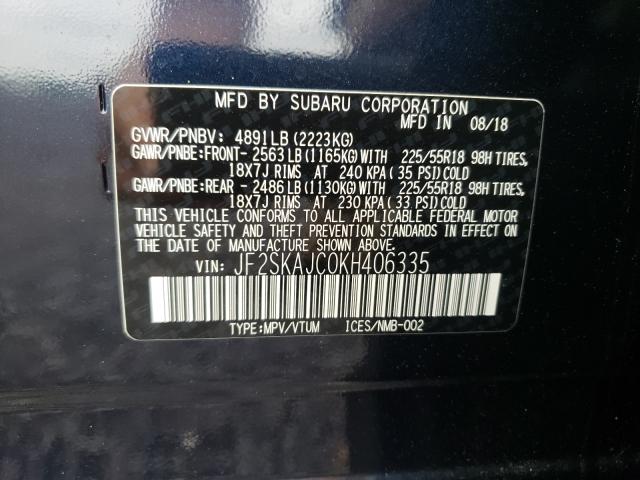 MFD BY SUBARU CORPORATION
MFD IN 08/18
GVWR/PNBV: 4891LB (2223KG)
GAWR/PNBE:FRONT- 2563LB (1165KG) WITH 225/55R18 98H TIRES,
18X7J RIMS AT 240 KPA( 35 PSI) COLD
GAWR/PNBE:REAR - 2486LB (1130KG) WITH 225/55R18 98H TIRES,
18X7J RIMS AT 230 KPA( 33 PSI) COLD
THIS VEHICLE CONFORMS TO ALL APPLICABLE FEDERAL MOTOR
VEHICLE SAFETY AND THEFT PREVENTION STANDARDS IN EFFECT
ON THE DATE OF MANUFACTURE SHOWN ABOVE.
VIN: JF2SKAJC0KH406335
TYPE:MPV/VTUM ICES/NMB-002